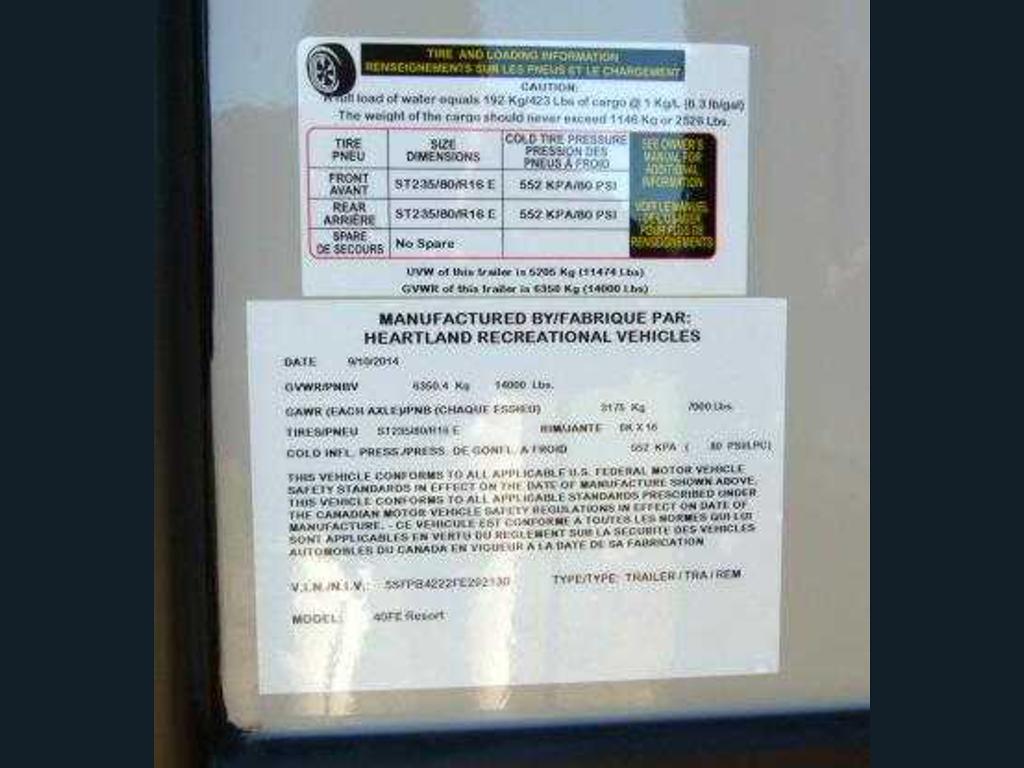 TIRE AND LOADING INFORMATION
RENSEIGNEMENTS SUR LES PNEUS ET LE CHARGEMENT
CAUTION:
A full load of water equals 192 Kg/423 Lbs of cargo @ 1 Kg/L (8.3 lb/gal)
The weight of the cargo should never exceed 1146 Kg or 2526 Lbs.
TIRE PNEU SIZE DIMENSIONS COLD TIRE PRESSURE PRESSION DES PNEUS À FROID
FRONT AVANT ST235/80/R16 E 552 KPA/80 PSI
REAR ARRIÈRE ST235/80/R16 E 552 KPA/80 PSI
SPARE DE SECOURS No Spare
SEE OWNER'S
MANUAL FOR
ADDITIONAL
INFORMATION
VOIR LE MANUEL
DE L'USAGER
POUR PLUS DE
RENSEIGNEMENTS
UVW of this trailer is 5205 Kg (11474 Lbs)
GVWR of this trailer is 6350 Kg (14000 Lbs)
MANUFACTURED BY/FABRIQUE PAR:
HEARTLAND RECREATIONAL VEHICLES
DATE 9/10/2014
GVWR/PNBV 6350.4 Kg 14000 Lbs.
GAWR (EACH AXLE)/PNB (CHAQUE ESSIEU) 3175 Kg 7000 Lbs.
TIRES/PNEU ST235/80/R16 E RIM/JANTE 6K X 16
COLD INFL. PRESS./PRESS. DE GONFL. A FROID 552 KPA ( 80 PSI/LPC)
THIS VEHICLE CONFORMS TO ALL APPLICABLE U.S. FEDERAL MOTOR VEHICLE
SAFETY STANDARDS IN EFFECT ON THE DATE OF MANUFACTURE SHOWN ABOVE.
THIS VEHICLE CONFORMS TO ALL APPLICABLE STANDARDS PRESCRIBED UNDER
THE CANADIAN MOTOR VEHICLE SAFETY REGULATIONS IN EFFECT ON DATE OF
MANUFACTURE. - CE VEHICULE EST CONFORME A TOUTES LES NORMES QUI LUI
SONT APPLICABLES EN VERTU DU REGLEMENT SUR LA SECURITE DES VEHICLES
AUTOMOBILES DU CANADA EN VIGUEUR A LA DATE DE SA FABRICATION
V.I.N./N.I.V.: TYPE/TYPE: TRAILER / TRA / REM
MODEL: 40FE Resort